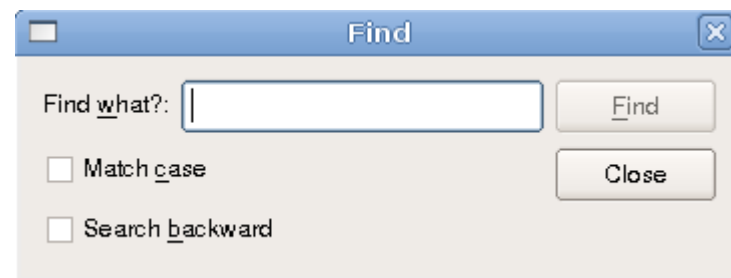 Find
Find what?:
Find
Match case
Close
Search backward